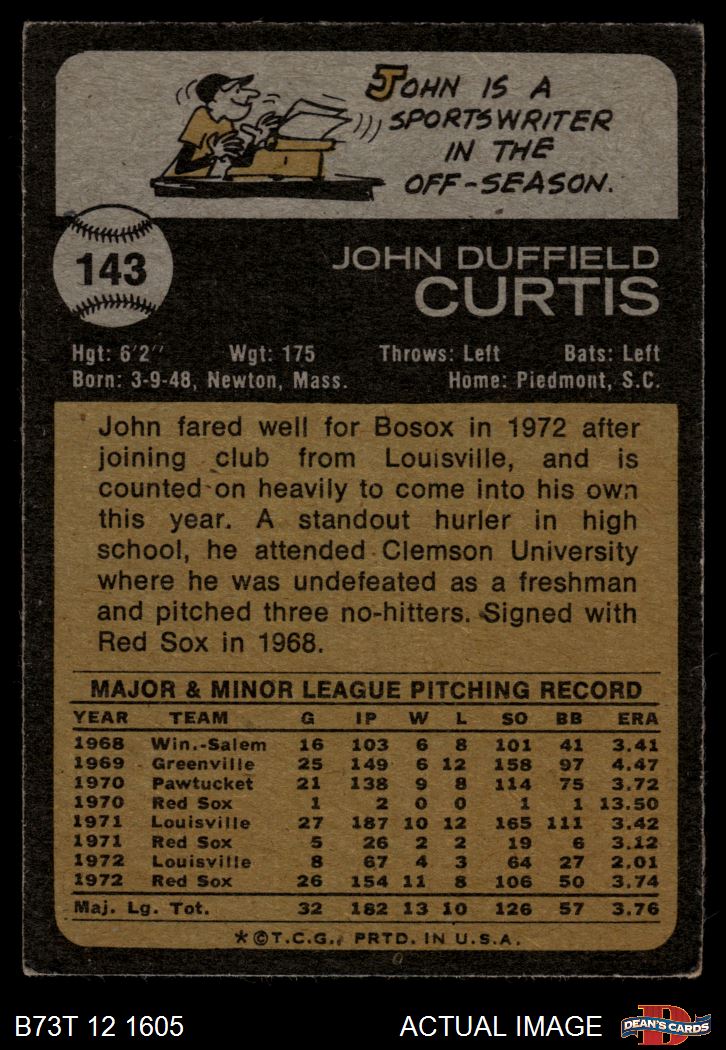 JOHN IS A
SPORTSWRITER
IN THE
OFF-SEASON.
143
JOHN DUFFIELD
CURTIS
Hgt: 6'2" Wgt: 175 Throws: Left Bats: Left
Born: 3-9-48, Newton, Mass. Home: Piedmont, S.C.
John fared well for Bosox in 1972 after
joining club from Louisville, and is
counted on heavily to come into his own
this year. A standout hurler in high
school, he attended Clemson University
where he was undefeated as a freshman
and pitched three no-hitters. Signed with
Red Sox in 1968.
MAJOR & MINOR LEAGUE PITCHING RECORD
YEAR TEAM G IP W L SO BB ERA
1968 Win.-Salem 16 103 6 8 101 41 3.41
1969 Greenville 25 149 6 12 158 97 4.47
1970 Pawtucket 21 138 9 8 114 75 3.72
1970 Red Sox 1 2 0 0 1 1 13.50
1971 Louisville 27 187 10 12 165 111 3.42
1971 Red Sox 5 26 2 2 19 6 3.12
1972 Louisville 8 67 4 3 64 27 2.01
1972 Red Sox 26 154 11 8 106 50 3.74
Maj. Lg. Tot. 32 182 13 10 126 57 3.76
*©T.C.G., PRTD. IN U.S.A.
B73T 12 1605 ACTUAL IMAGE
D
DEAN'S CARDS